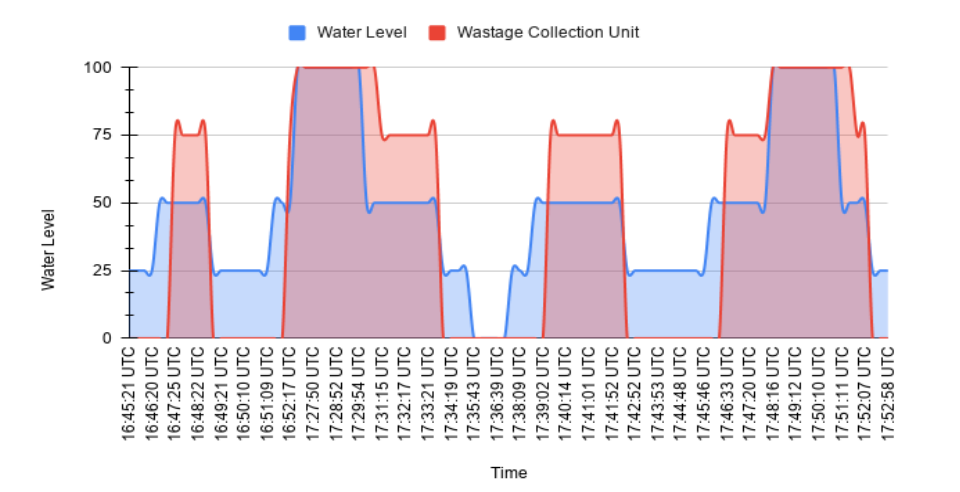 Water Level
Wastage Collection Unit
100
75
50
25
0
Water Level
16:45:21 UTC
16:46:20 UTC
16:47:25 UTC
16:48:22 UTC
16:49:21 UTC
16:50:10 UTC
16:51:09 UTC
16:52:17 UTC
17:27:50 UTC
17:28:52 UTC
17:29:54 UTC
17:31:15 UTC
17:32:17 UTC
17:33:21 UTC
17:34:19 UTC
17:35:43 UTC
17:36:39 UTC
17:38:09 UTC
17:39:02 UTC
17:40:14 UTC
17:41:01 UTC
17:41:52 UTC
17:42:52 UTC
17:43:53 UTC
17:44:48 UTC
17:45:46 UTC
17:46:33 UTC
17:47:20 UTC
17:48:16 UTC
17:49:12 UTC
17:50:10 UTC
17:51:11 UTC
17:52:07 UTC
17:52:58 UTC
Time